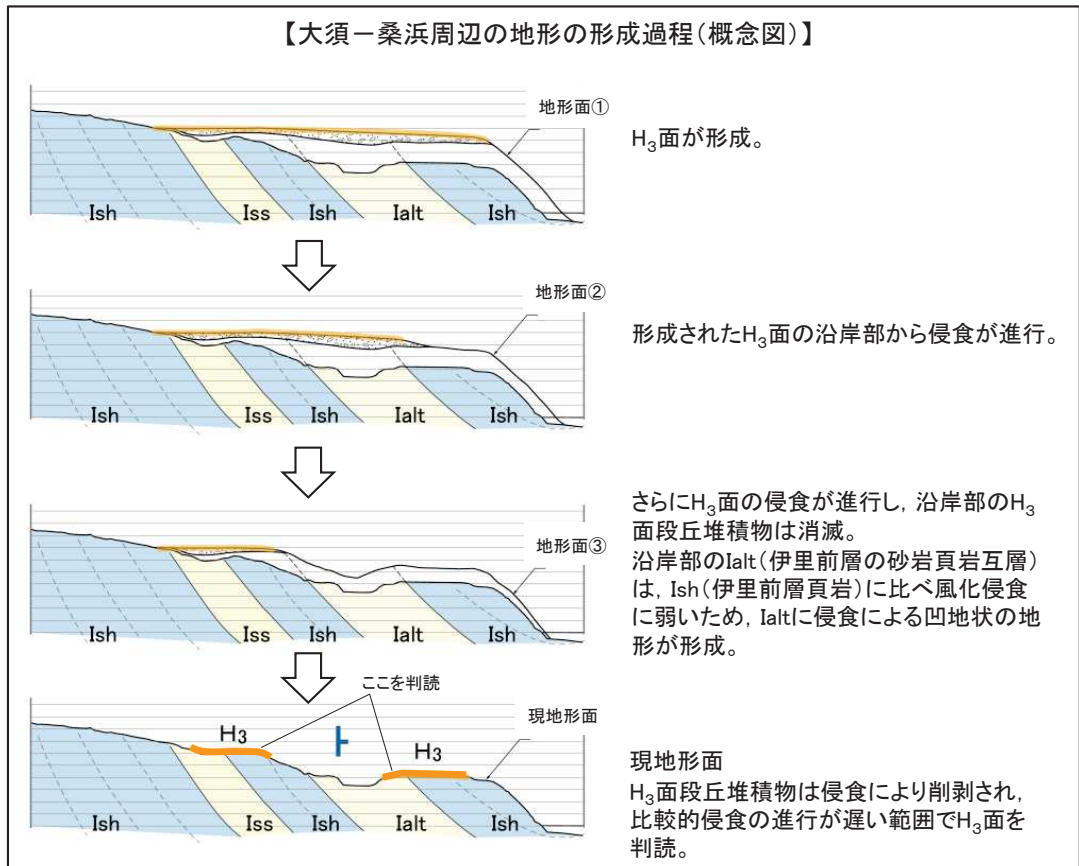 【大須－桑浜周辺の地形の形成過程(概念図)】
地形面①
H₃面が形成。
Ish Iss Ish Ialt Ish
地形面②
形成されたH₃面の沿岸部から侵食が進行。
Ish Iss Ish Ialt Ish
さらにH₃面の侵食が進行し，沿岸部のH₃
面段丘堆積物は消滅。
沿岸部のIalt(伊里前層の砂岩頁岩互層)
は，Ish(伊里前層頁岩)に比べ風化侵食
に弱いため，Ialtに侵食による凹地状の地
形が形成。
地形面③
Ish Iss Ish Ialt Ish
ここを判読
現地形面
H₃ H₃
現地形面
H₃面段丘堆積物は侵食により削剥され，
比較的侵食の進行が遅い範囲でH₃面を
判読。
Ish Iss Ish Ialt Ish